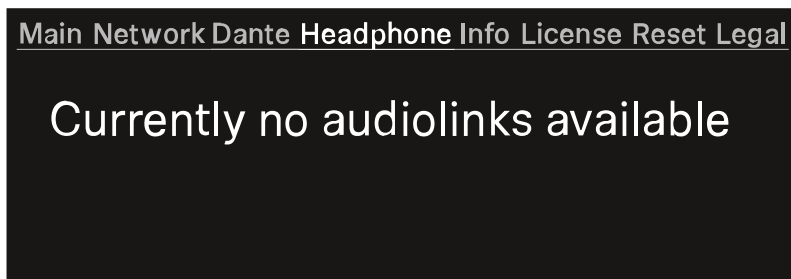 Main Network Dante Headphone Info License Reset Legal
Currently no audiolinks available